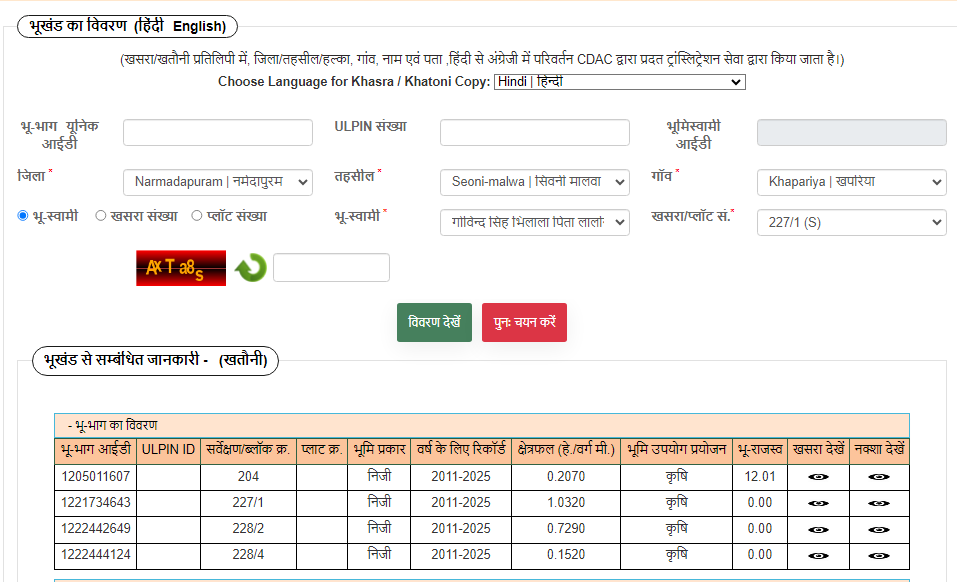 भूखंड का विवरण (हिंदी English)
(खसरा/खतौनी प्रतिलिपी में, जिला/तहसील/हल्का, गांव, नाम एवं पता ,हिंदी से अंग्रेजी में परिवर्तन CDAC द्वारा प्रदत ट्रांस्लिट्रेशन सेवा द्वारा किया जाता है।)
Choose Language for Khasra / Khatoni Copy: Hindi | हिन्दी
भू-भाग यूनिक आईडी ULPIN संख्या भूमिस्वामी आईडी
जिला * Narmadapuram | नर्मदापुरम तहसील * Seoni-malwa | सिवनी मालवा गाँव * Khapariya | खपरिया
भू-स्वामी खसरा संख्या प्लॉट संख्या भू-स्वामी * गोविन्द सिंह भिलाला पिता खसरा/प्लॉट सं.* 227/1 (S)
AxTa8s
विवरण देखें पुनः चयन करें
भूखंड से सम्बंधित जानकारी - (खतौनी)
- भू-भाग का विवरण
भू-भाग आईडी ULPIN ID सर्वेक्षण/ब्लॉक क्र. प्लाट क्र. भूमि प्रकार वर्ष के लिए रिकॉर्ड क्षेत्रफल (हे./वर्ग मी.) भूमि उपयोग प्रयोजन भू-राजस्व खसरा देखें नक्शा देखें
1205011607 204 निजी 2011-2025 0.2070 कृषि 12.01
1221734643 227/1 निजी 2011-2025 1.0320 कृषि 0.00
1222442649 228/2 निजी 2011-2025 0.7290 कृषि 0.00
1222444124 228/4 निजी 2011-2025 0.1520 कृषि 0.00